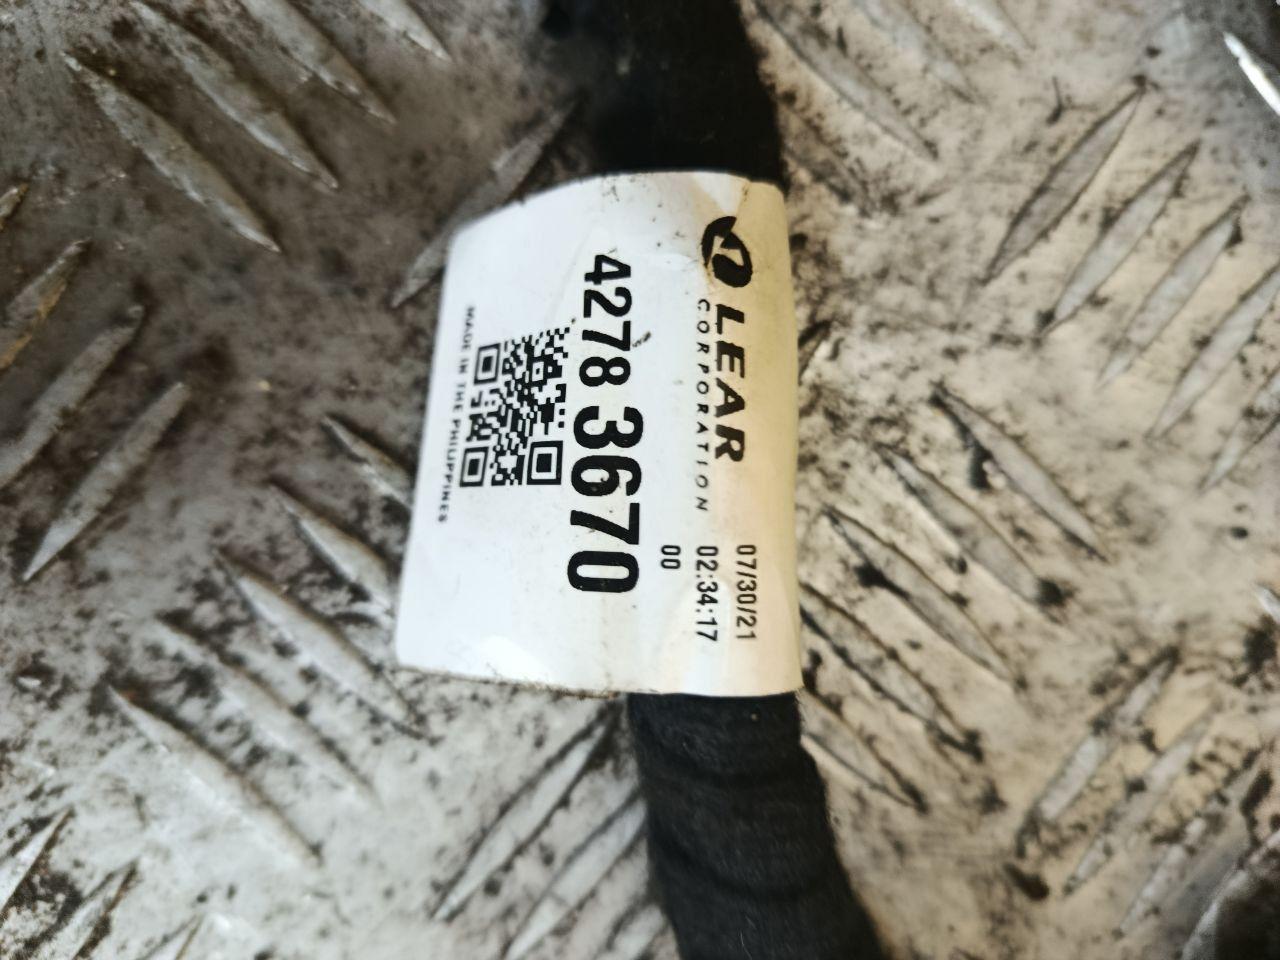 LEAR
CORPORATION
07/30/21
02:34:17
00
4278 3670
MADE IN THE PHILIPPINES